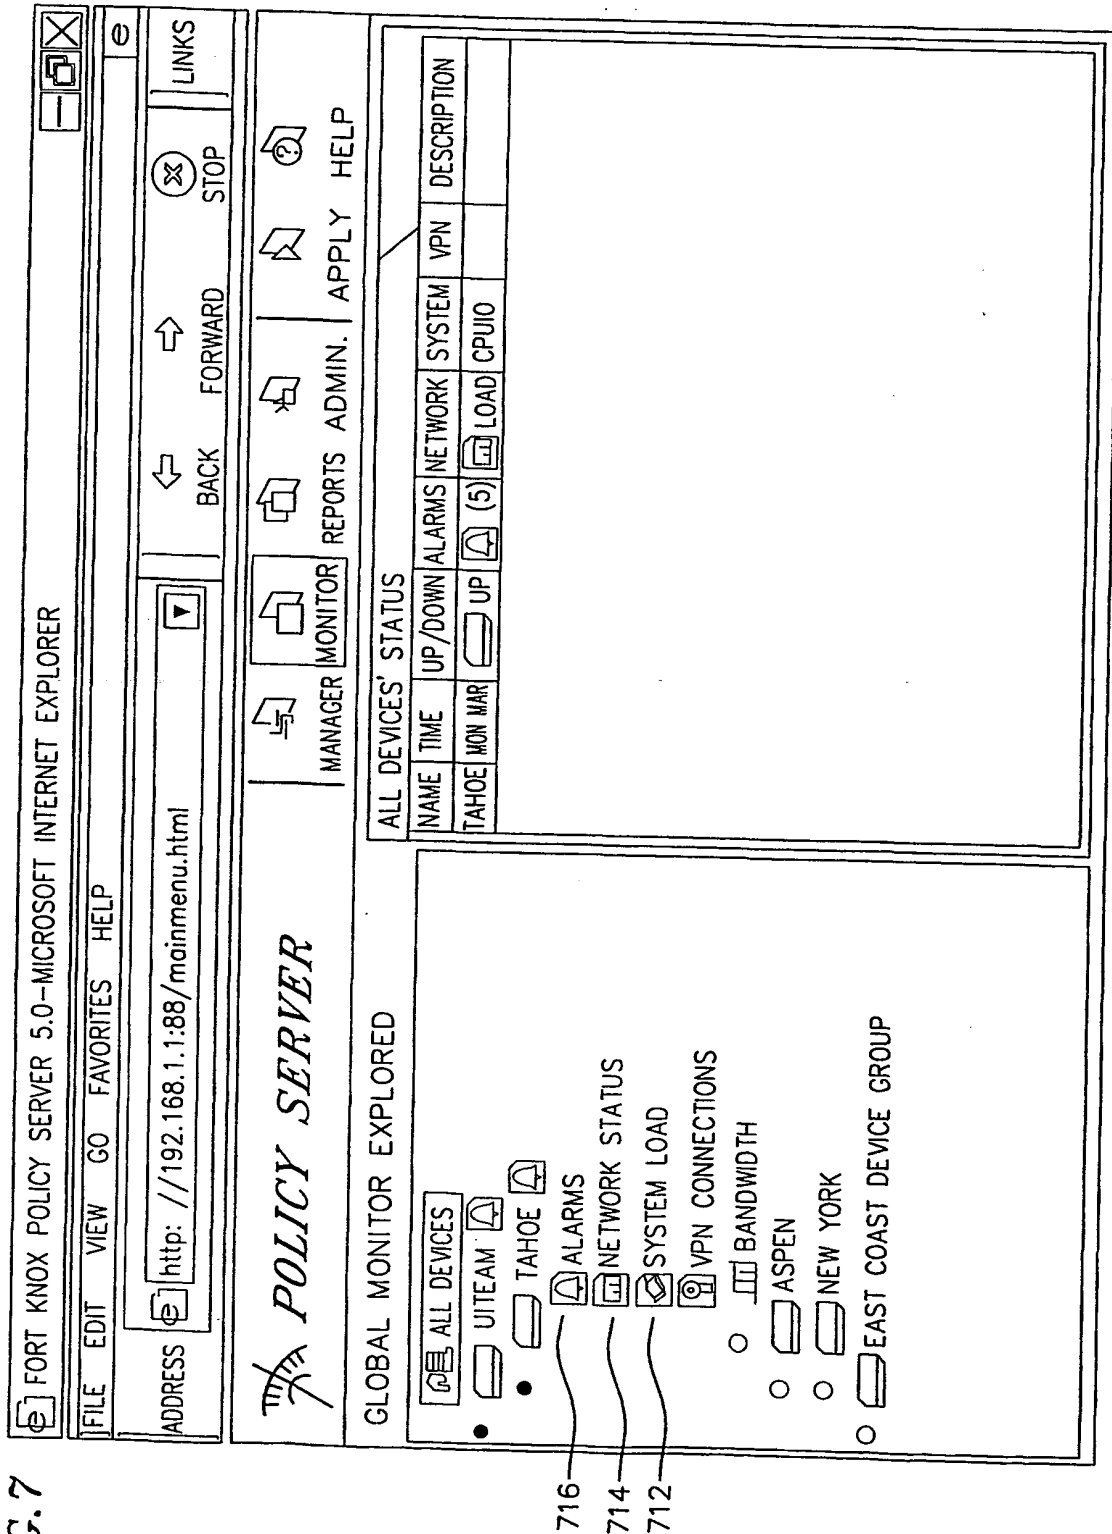 G.7
FORT KNOX POLICY SERVER 5.0-MICROSOFT INTERNET EXPLORER
FILE EDIT VIEW GO FAVORITES HELP
ADDRESS http: //192.168.1.1:88/mainmenu.html BACK FORWARD STOP LINKS
POLICY SERVER
MANAGER MONITOR REPORTS ADMIN. APPLY HELP
GLOBAL MONITOR EXPLORED
ALL DEVICES
UITEAM
TAHOE
716 ALARMS
714 NETWORK STATUS
712 SYSTEM LOAD
VPN CONNECTIONS
BANDWIDTH
ASPEN
NEW YORK
EAST COAST DEVICE GROUP
ALL DEVICES' STATUS
NAME TIME UP/DOWN ALARMS NETWORK SYSTEM VPN DESCRIPTION
TAHOE MON MAR UP (5) LOAD CPUIO